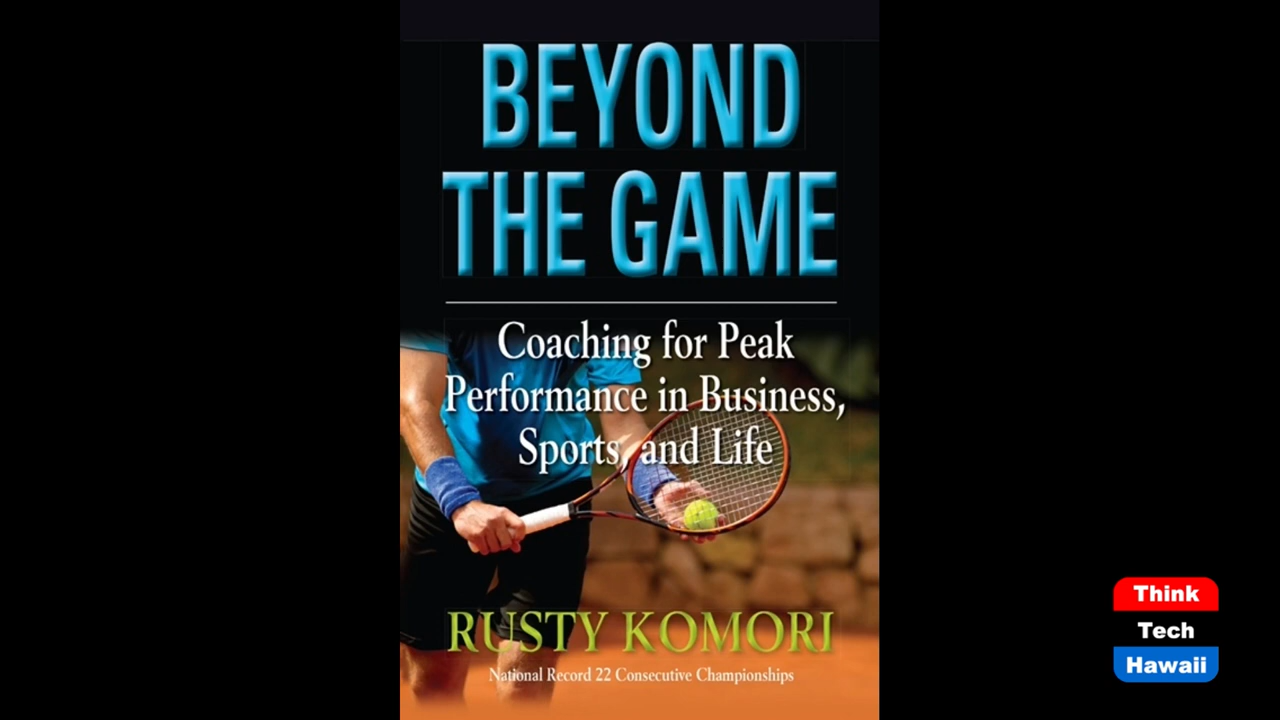 BEYOND
THE GAME
Coaching for Peak
Performance in Business,
Sports, and Life
RUSTY KOMORI
National Record 22 Consecutive Championships
Think
Tech
Hawaii